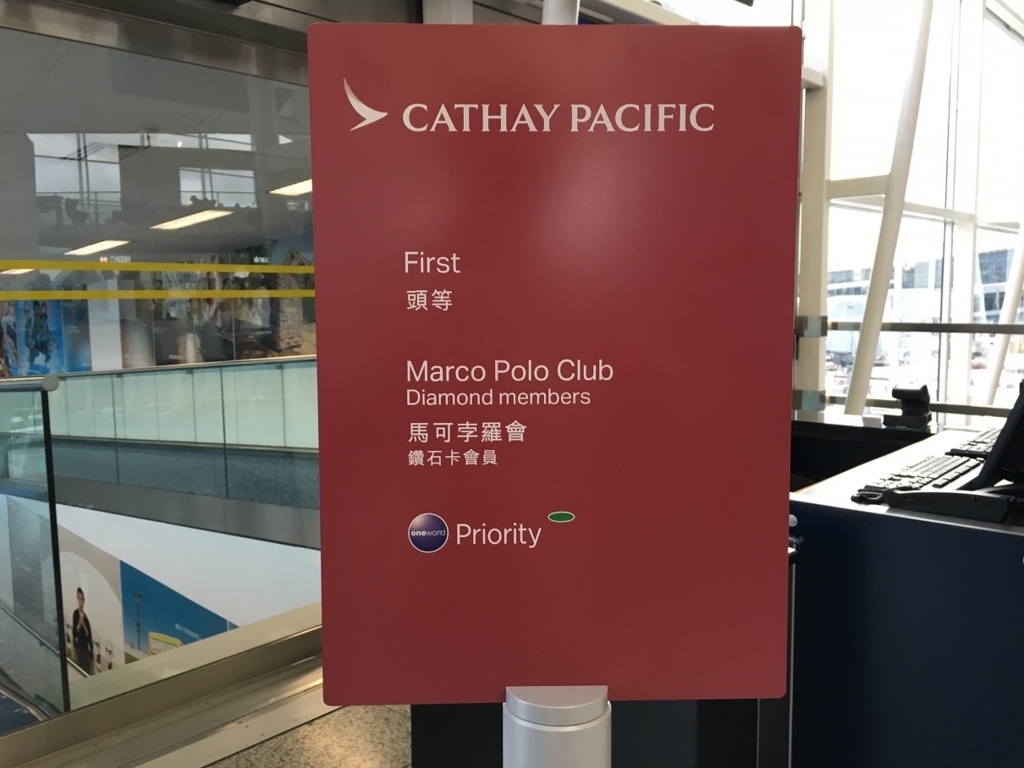 CATHAY PACIFIC
First
頭等
Marco Polo Club
Diamond members
馬可孛羅會
鑽石卡會員
oneworld Priority